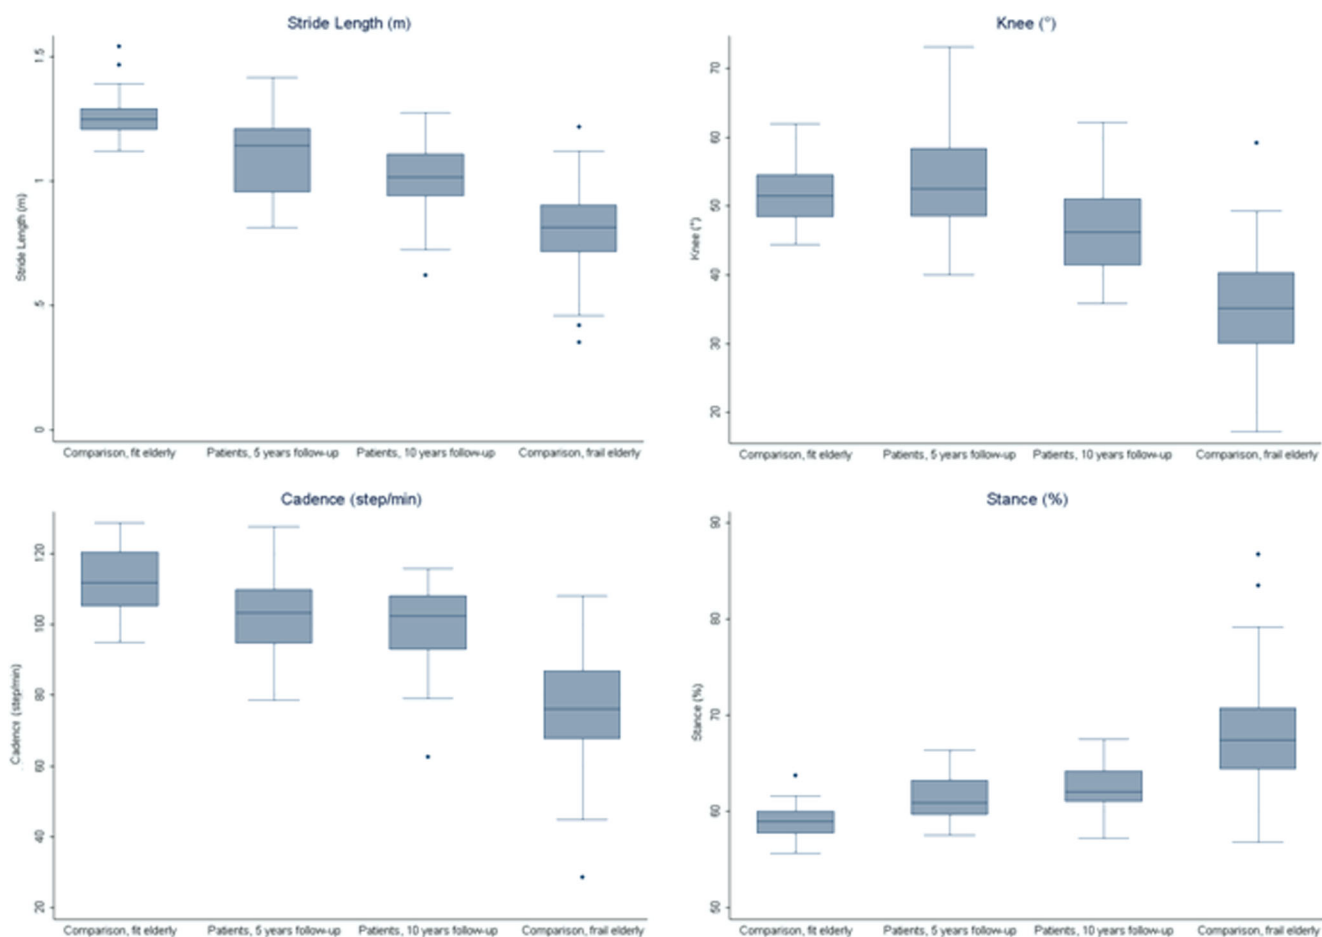 Stride Length (m)
Stride Length (m)
1.5
1
.5
0
Comparison, fit elderly
Patients, 5 years follow-up
Patients, 10 years follow-up
Comparison, frail elderly
Knee (°)
Knee (°)
70
60
50
40
30
20
Comparison, fit elderly
Patients, 5 years follow-up
Patients, 10 years follow-up
Comparison, frail elderly
Cadence (step/min)
Cadence (step/min)
120
100
80
60
40
20
Comparison, fit elderly
Patients, 5 years follow-up
Patients, 10 years follow-up
Comparison, frail elderly
Stance (%)
Stance (%)
90
80
70
60
50
Comparison, fit elderly
Patients, 5 years follow-up
Patients, 10 years follow-up
Comparison, frail elderly